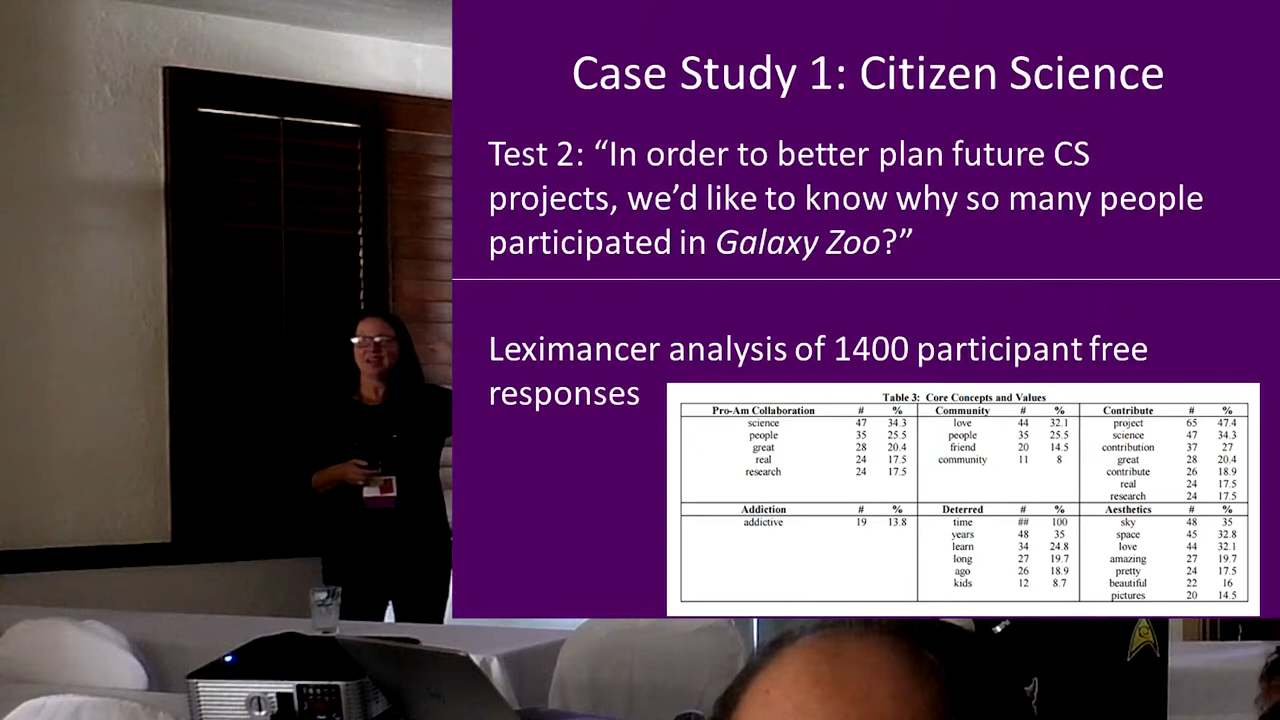 Case Study 1: Citizen Science
Test 2: “In order to better plan future CS
projects, we’d like to know why so many people
participated in Galaxy Zoo?”
Leximancer analysis of 1400 participant free
responses
Table 3: Core Concepts and Values
Pro-Am Collaboration # % Community # % Contribute # %
science 47 34.3 love 44 32.1 project 65 47.4
people 35 25.5 people 35 25.5 science 47 34.3
great 28 20.4 friend 20 14.5 contribution 37 27
real 24 17.5 community 11 8 great 28 20.4
research 24 17.5 contribute 26 18.9
real 24 17.5
research 24 17.5
Addiction # % Deterred # % Aesthetics # %
addictive 19 13.8 time ## 100 sky 48 35
years 48 35 space 45 32.8
learn 34 24.8 love 44 32.1
long 27 19.7 amazing 27 19.7
ago 26 18.9 pretty 24 17.5
kids 12 8.7 beautiful 22 16
pictures 20 14.5